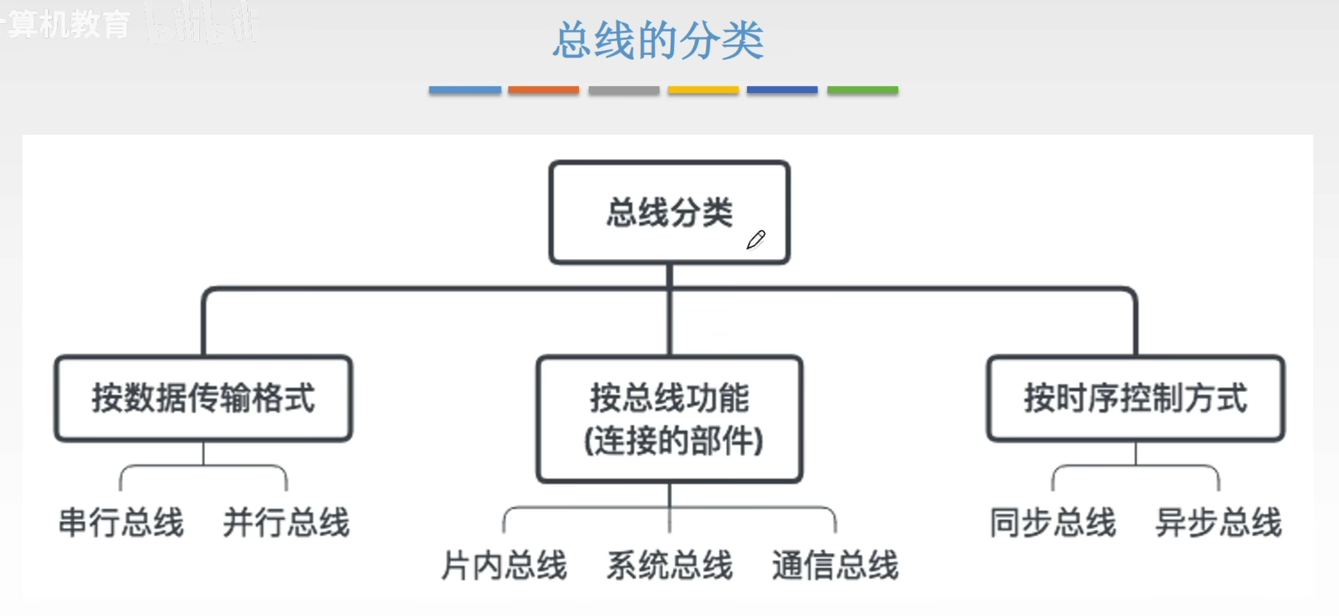 算机教育
总线的分类
总线分类
按数据传输格式
按总线功能
(连接的部件)
按时序控制方式
串行总线
并行总线
片内总线
系统总线
通信总线
同步总线
异步总线